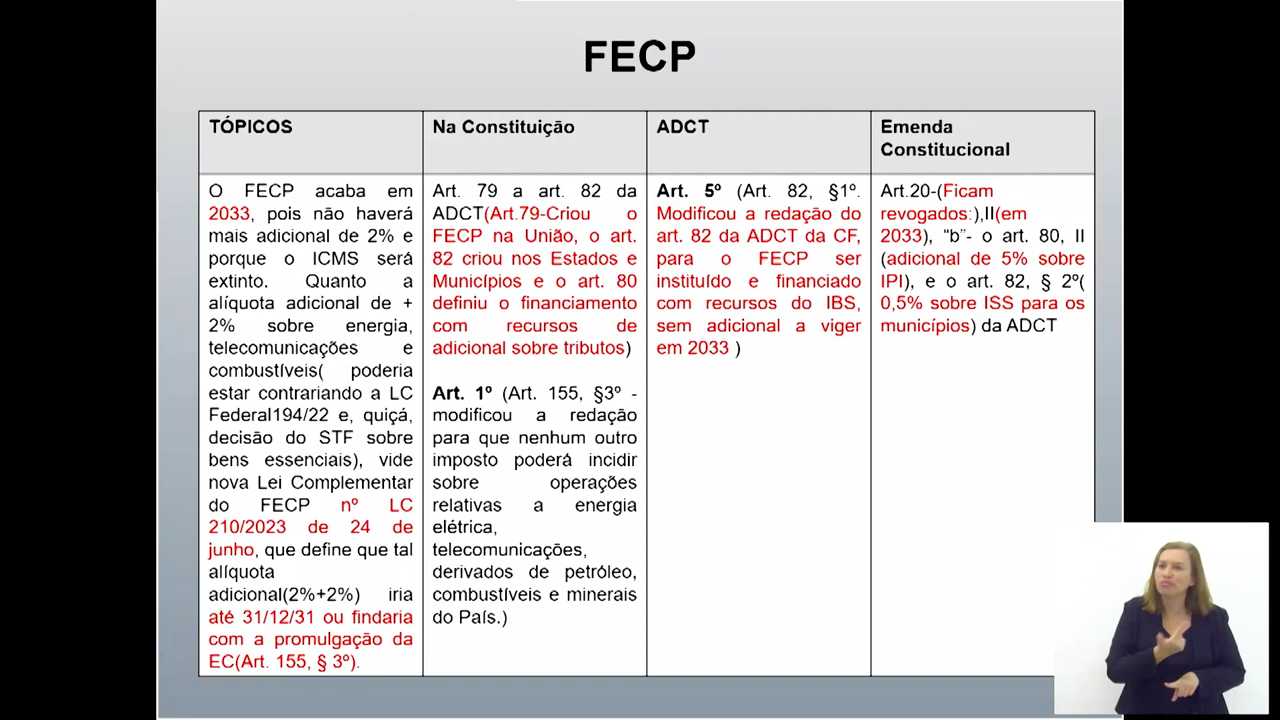 FECP
TÓPICOS
O FECP acaba em
2033, pois não haverá
mais adicional de 2% e
porque o ICMS será
extinto. Quanto a
alíquota adicional de +
2% sobre energia,
telecomunicações e
combustíveis( poderia
estar contrariando a LC
Federal194/22 e, quiçá,
decisão do STF sobre
bens essenciais), vide
nova Lei Complementar
do FECP nº LC
210/2023 de 24 de
junho, que define que tal
alíquota
adicional(2%+2%) iria
até 31/12/31 ou findaria
com a promulgação da
EC(Art. 155, § 3º).
Na Constituição
Art. 79 a art. 82 da
ADCT(Art.79-Criou o
FECP na União, o art.
82 criou nos Estados e
Municípios e o art. 80
definiu o financiamento
com recursos de
adicional sobre tributos)
Art. 1º (Art. 155, §3º -
modificou a redação
para que nenhum outro
imposto poderá incidir
sobre operações
relativas a energia
elétrica,
telecomunicações,
derivados de petróleo,
combustíveis e minerais
do País.)
ADCT
Art. 5º (Art. 82, §1º.
Modificou a redação do
art. 82 da ADCT da CF,
para o FECP ser
instituído e financiado
com recursos do IBS,
sem adicional a viger
em 2033 )
Emenda
Constitucional
Art.20-(Ficam
revogados:),II(em
2033), “b”- o art. 80, II
(adicional de 5% sobre
IPI), e o art. 82, § 2º(
0,5% sobre ISS para os
municípios) da ADCT